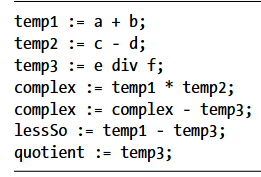 temp1 := a + b;
temp2 := c - d;
temp3 := e div f;
complex := temp1 * temp2;
complex := complex - temp3;
lessSo := temp1 - temp3;
quotient := temp3;